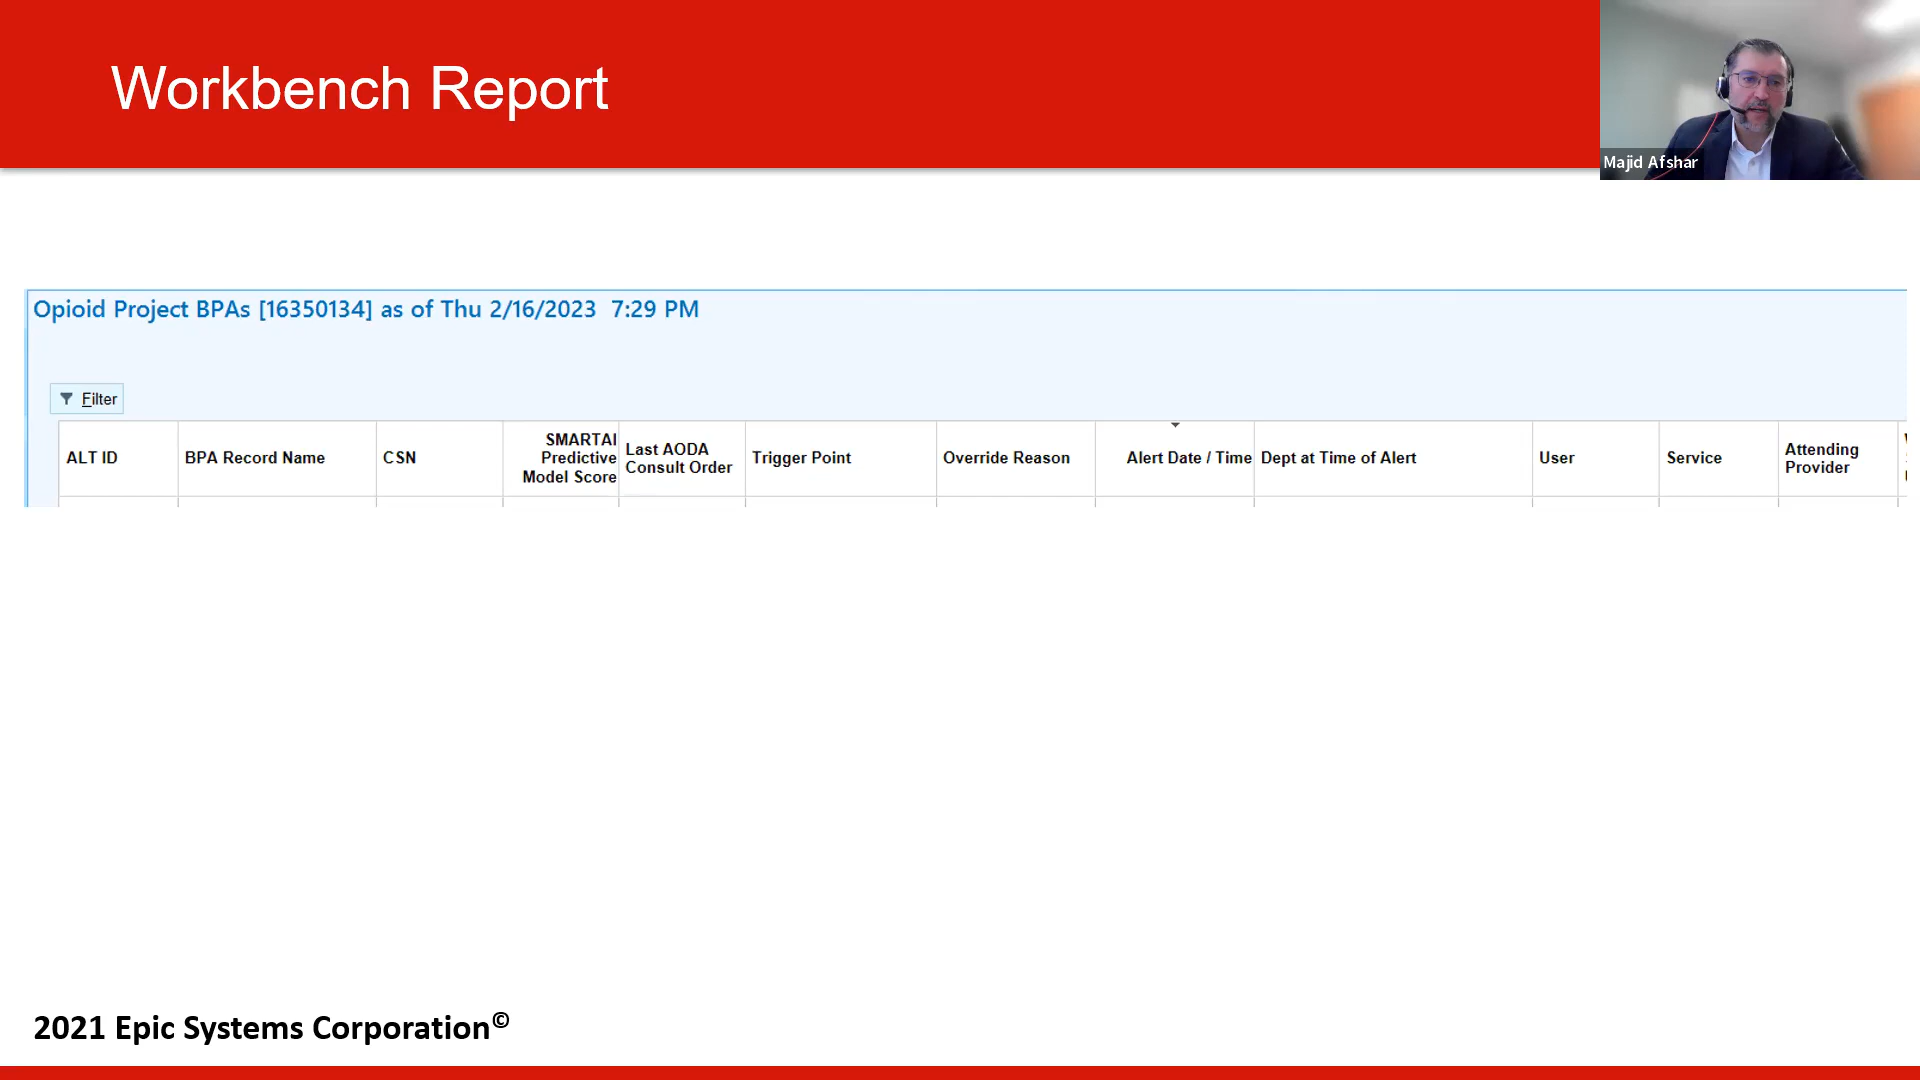 Workbench Report
Majid Afshar
Opioid Project BPAs [16350134] as of Thu 2/16/2023 7:29 PM
Filter
ALT ID
BPA Record Name
CSN
SMARTAI
Predictive
Model Score
Last AODA
Consult Order
Trigger Point
Override Reason
Alert Date / Time
Dept at Time of Alert
User
Service
Attending
Provider
2021 Epic Systems Corporation©